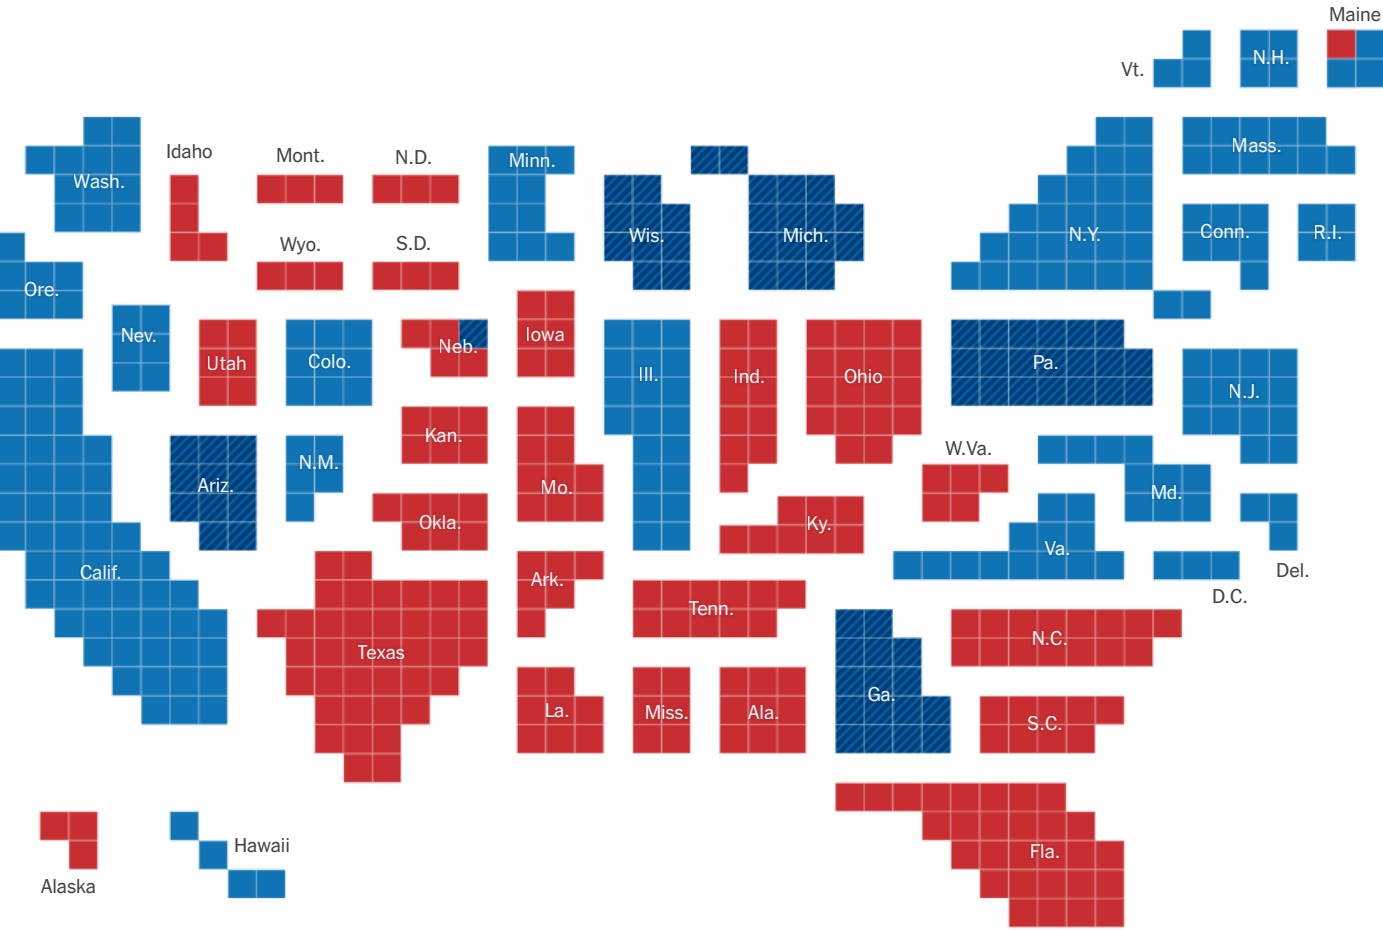 Maine
Vt.
N.H.
Mass.
Idaho
Mont.
N.D.
Minn.
Wash.
Wis.
Mich.
N.Y.
Conn.
R.I.
Wyo.
S.D.
Ore.
Nev.
Utah
Colo.
Neb.
Iowa
Ill.
Ind.
Ohio
Pa.
N.J.
Kan.
W.Va.
N.M.
Ariz.
Mo.
Md.
Okla.
Ky.
Va.
Calif.
Ark.
Del.
D.C.
Tenn.
N.C.
Texas
Ga.
La.
Miss.
Ala.
S.C.
Hawaii
Fla.
Alaska